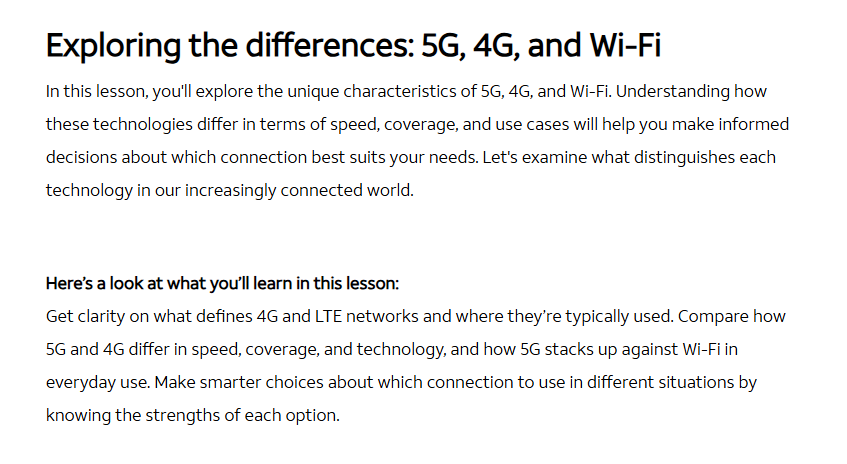 Exploring the differences: 5G, 4G, and Wi-Fi
In this lesson, you'll explore the unique characteristics of 5G, 4G, and Wi-Fi. Understanding how
these technologies differ in terms of speed, coverage, and use cases will help you make informed
decisions about which connection best suits your needs. Let's examine what distinguishes each
technology in our increasingly connected world.
Here’s a look at what you’ll learn in this lesson:
Get clarity on what defines 4G and LTE networks and where they’re typically used. Compare how
5G and 4G differ in speed, coverage, and technology, and how 5G stacks up against Wi-Fi in
everyday use. Make smarter choices about which connection to use in different situations by
knowing the strengths of each option.